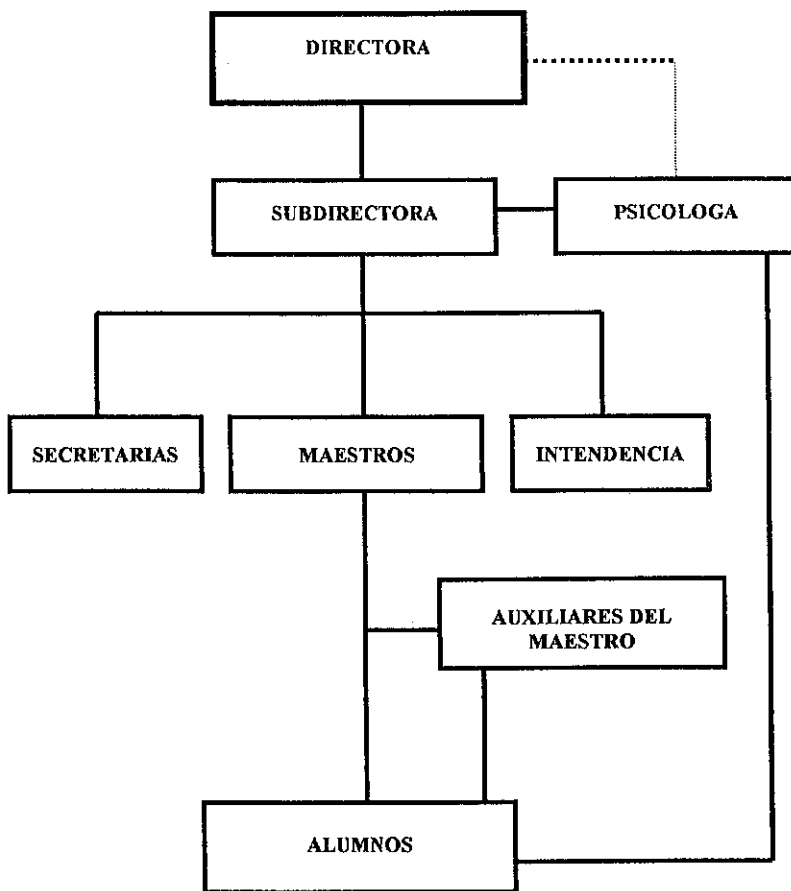 DIRECTORA
SUBDIRECTORA
PSICOLOGA
SECRETARIAS
MAESTROS
INTENDENCIA
AUXILIARES DEL
MAESTRO
ALUMNOS